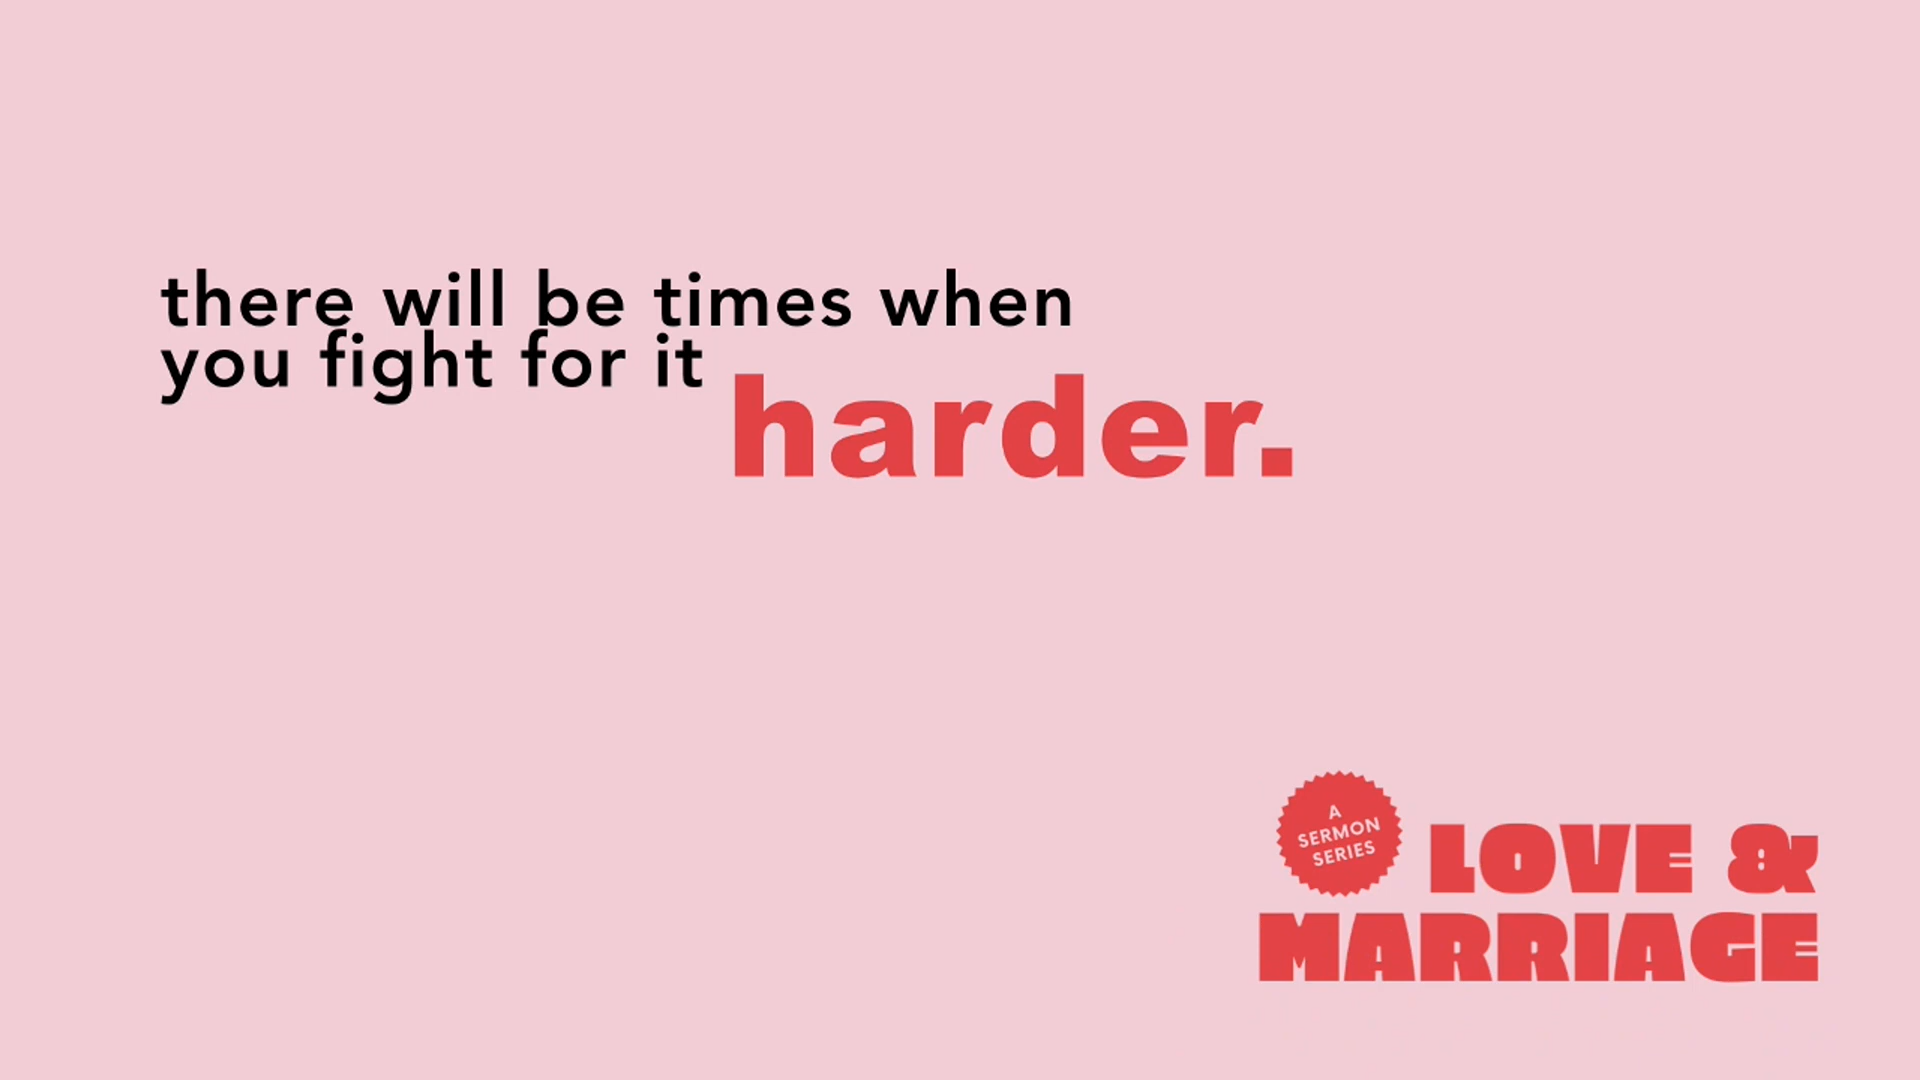 there will be times when
you fight for it
harder.
A
SERMON
SERIES
LOVE &
MARRIAGE